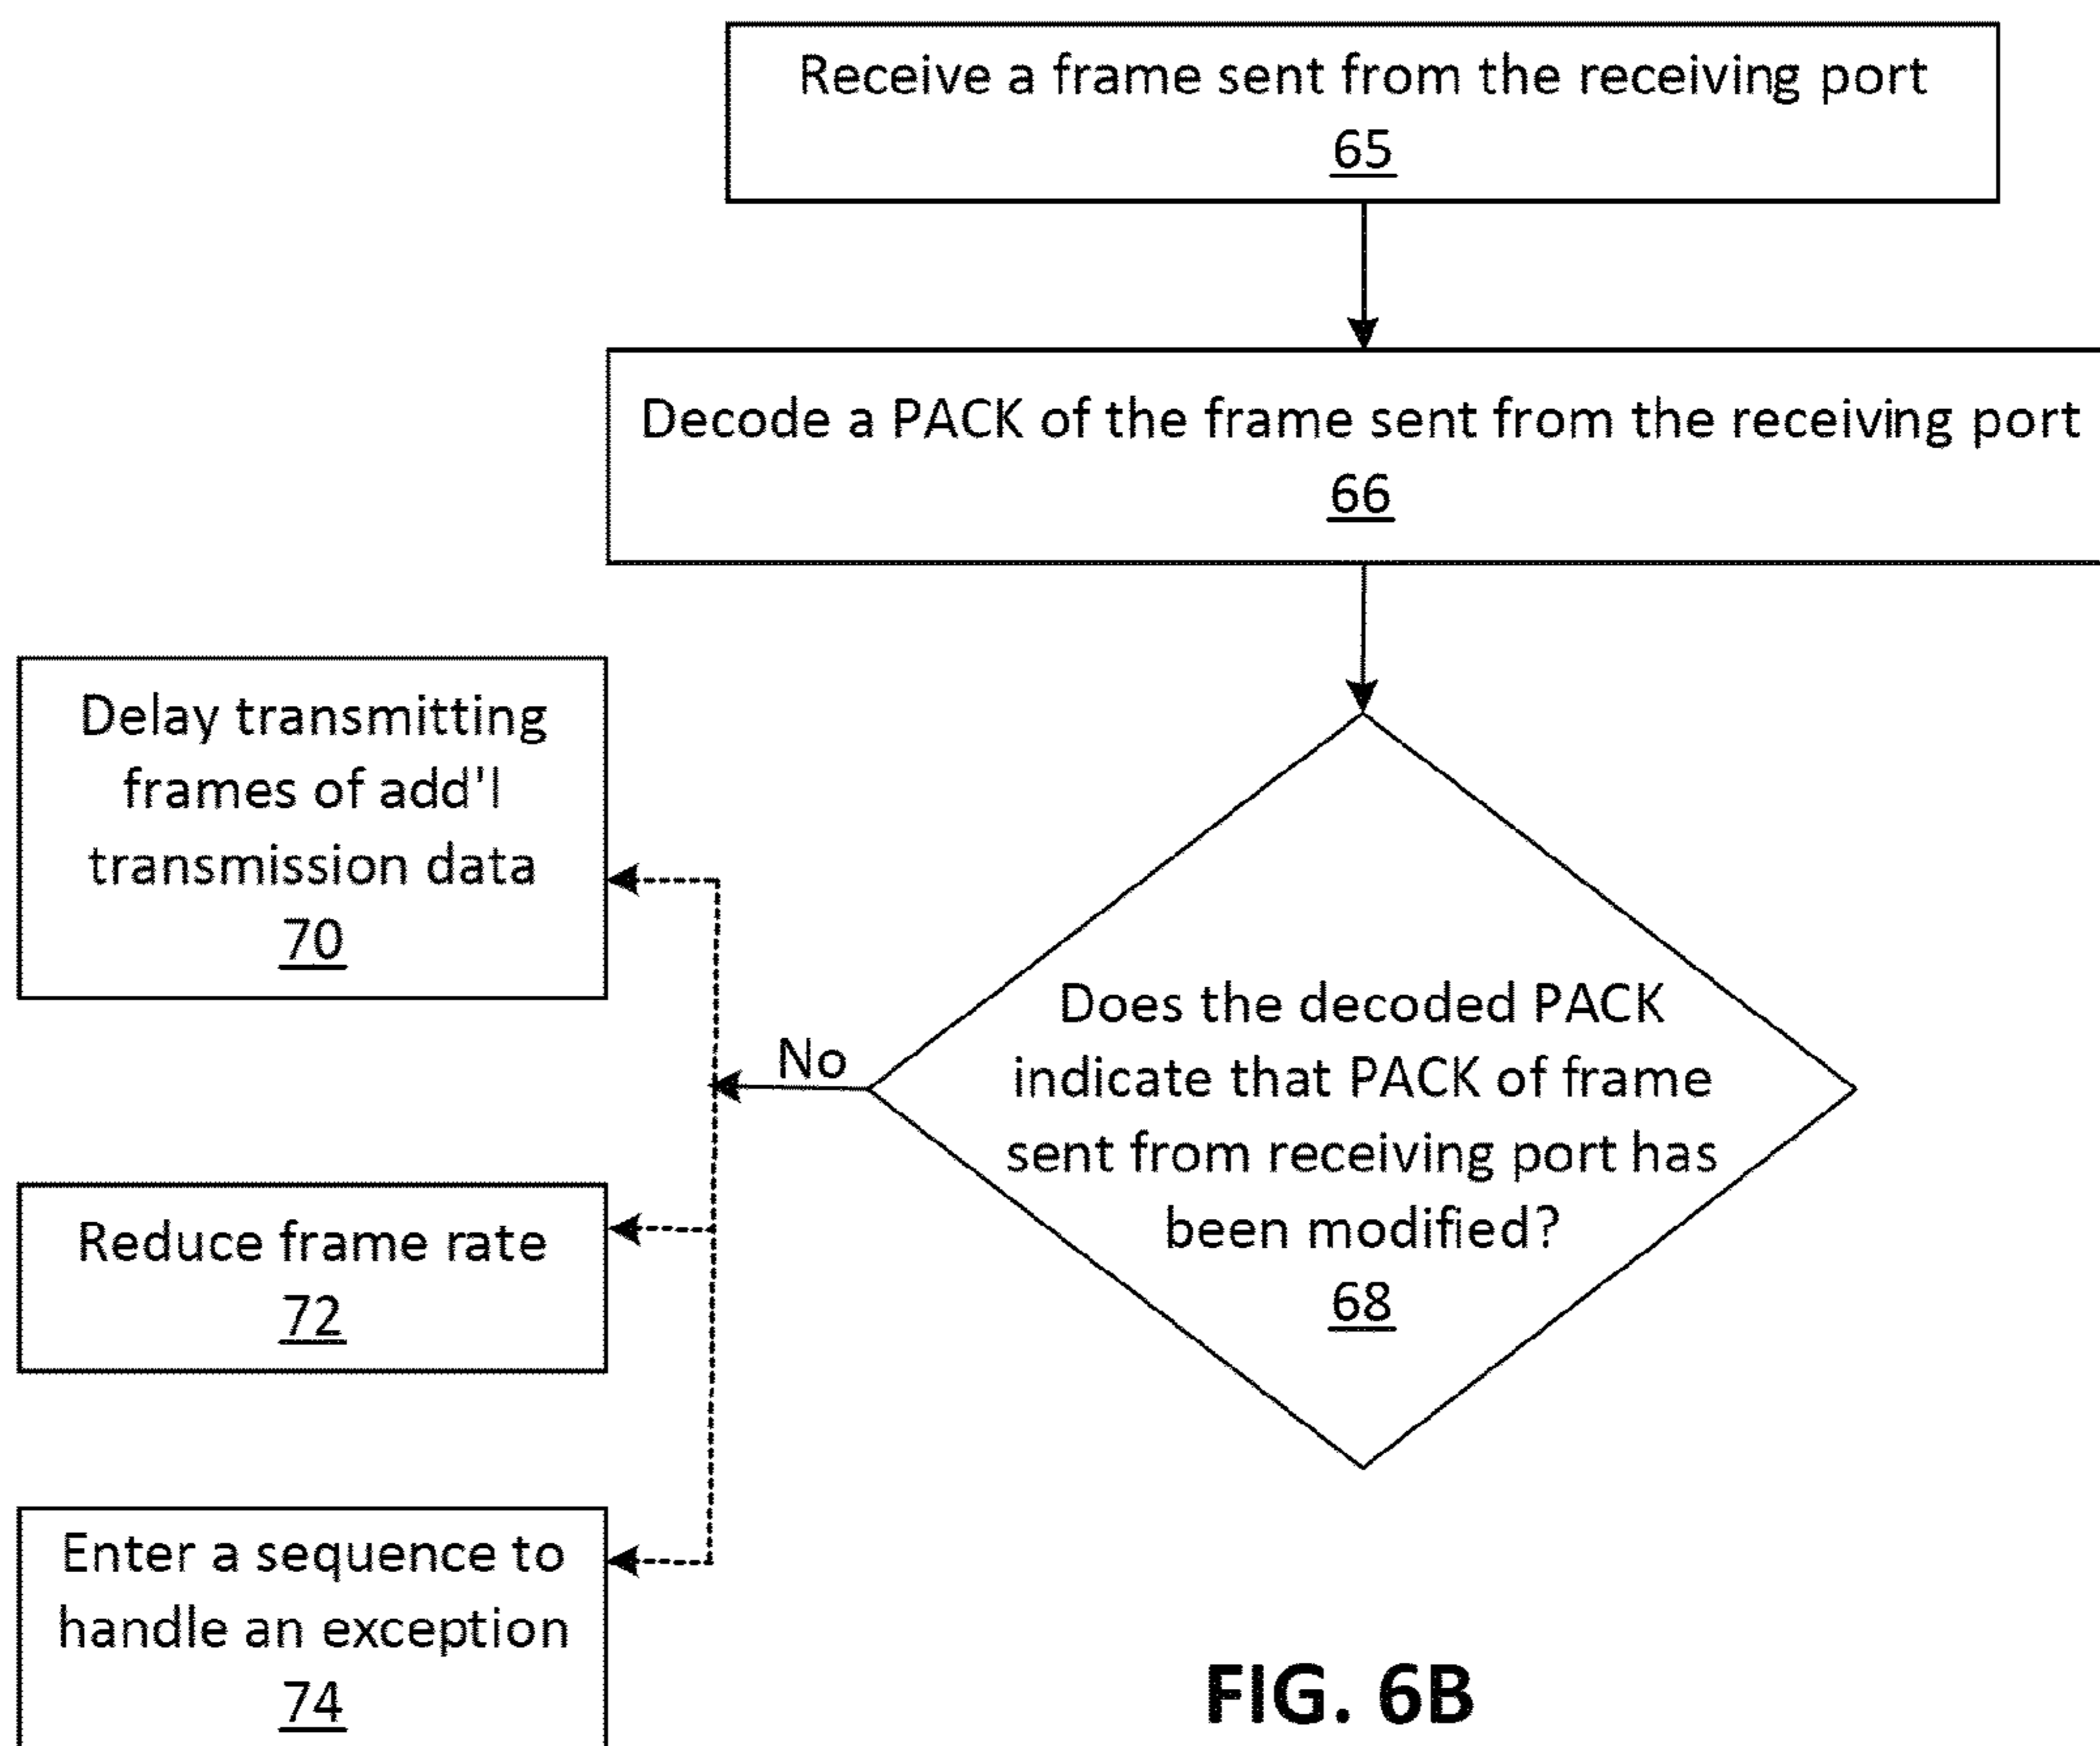 Receive a frame sent from the receiving port
65
Decode a PACK of the frame sent from the receiving port
66
Delay transmitting
frames of add'l
transmission data
70
No
Does the decoded PACK
indicate that PACK of frame
sent from receiving port has
been modified?
68
Reduce frame rate
72
Enter a sequence to
handle an exception
74
FIG. 6B